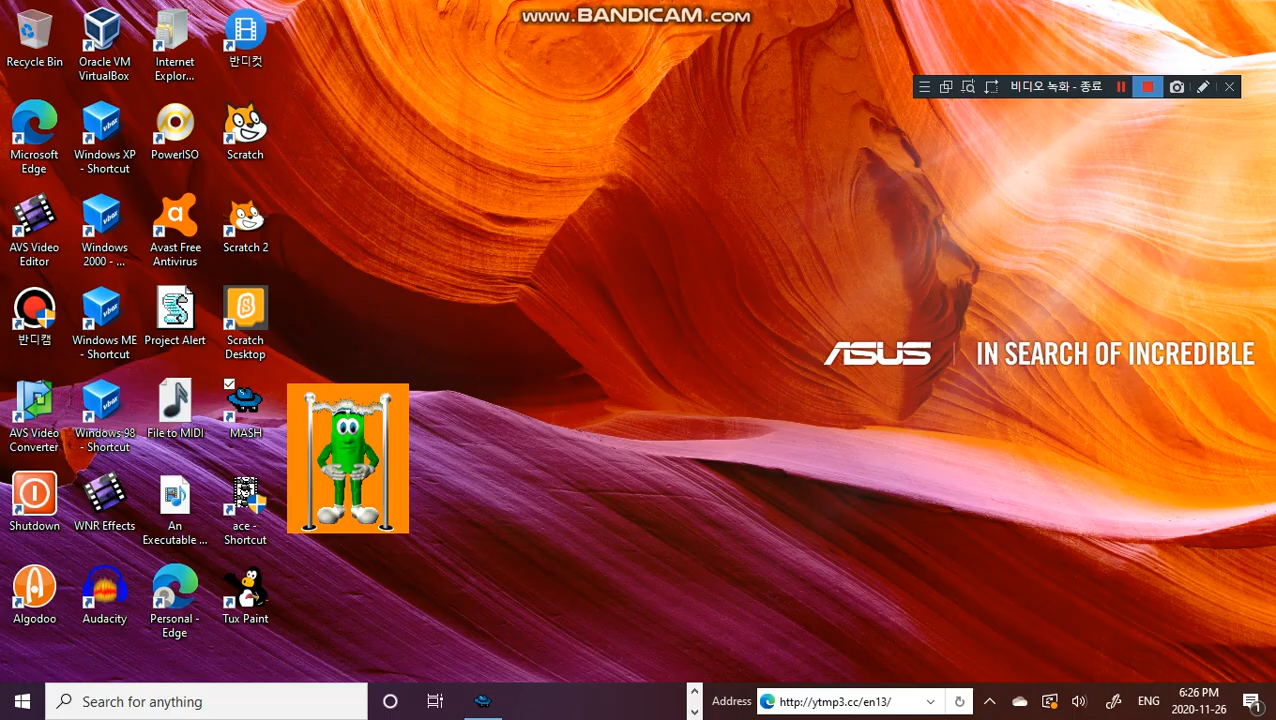 www.BANDICAM.com
비디오 녹화 - 종료
Recycle Bin
Oracle VM
VirtualBox
Internet
Explor...
반디컷
Microsoft
Edge
Windows XP
- Shortcut
PowerISO
Scratch
AVS Video
Editor
Windows
2000 - ...
Avast Free
Antivirus
Scratch 2
반디캠
Windows ME
- Shortcut
Project Alert
Scratch
Desktop
ASUS
IN SEARCH OF INCREDIBLE
AVS Video
Converter
Windows 98
- Shortcut
File to MIDI
MASH
Shutdown
WNR Effects
An
Executable ...
ace -
Shortcut
Algodoo
Audacity
Personal -
Edge
Tux Paint
Search for anything
Address
http://ytmp3.cc/en13/
ENG
6:26 PM
2020-11-26
1